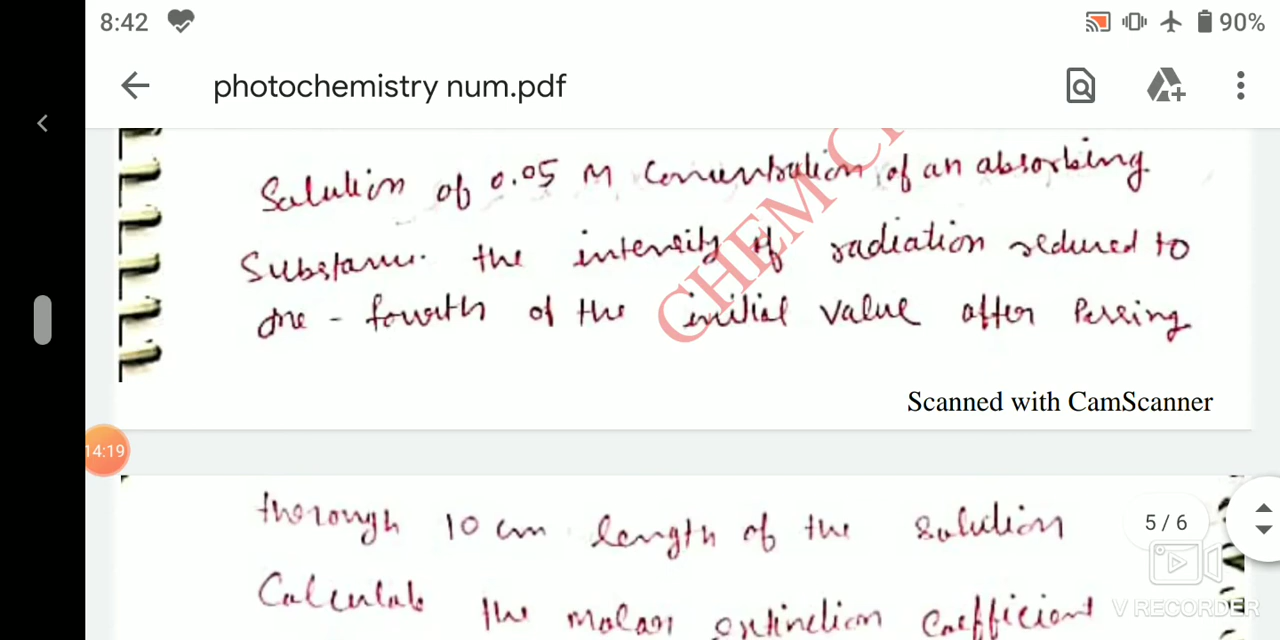 8:42 90%
photochemistry num.pdf
CHEM
Solution of 0.05 M Concentration of an absorbing
Substance. the intensity of radiation reduced to
one - fourth of the initial value after Passing
Scanned with CamScanner
14:19
thorough 10 cm length of the solution
5 / 6
Calculate the molar extinction Coefficient
V RECORDER